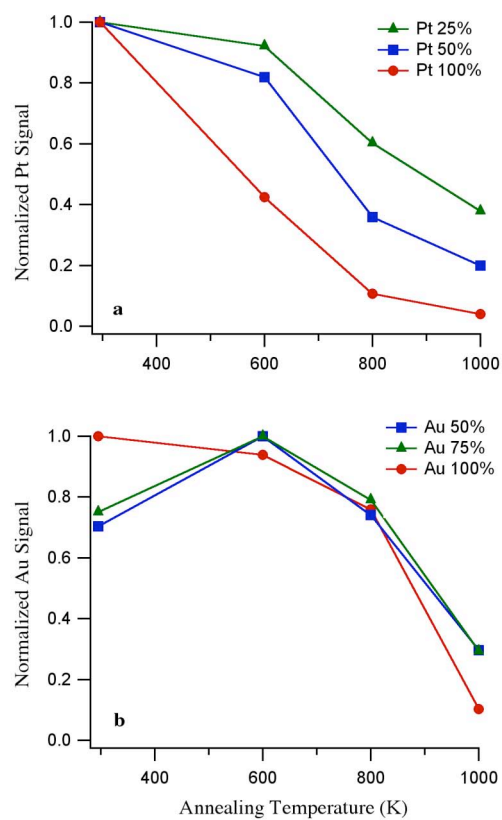 1.0
0.8
0.6
0.4
0.2
0.0
Normalized Pt Signal
Pt 25%
Pt 50%
Pt 100%
a
400
600
800
1000
1.0
0.8
0.6
0.4
0.2
0.0
Normalized Au Signal
Au 50%
Au 75%
Au 100%
b
400
600
800
1000
Annealing Temperature (K)